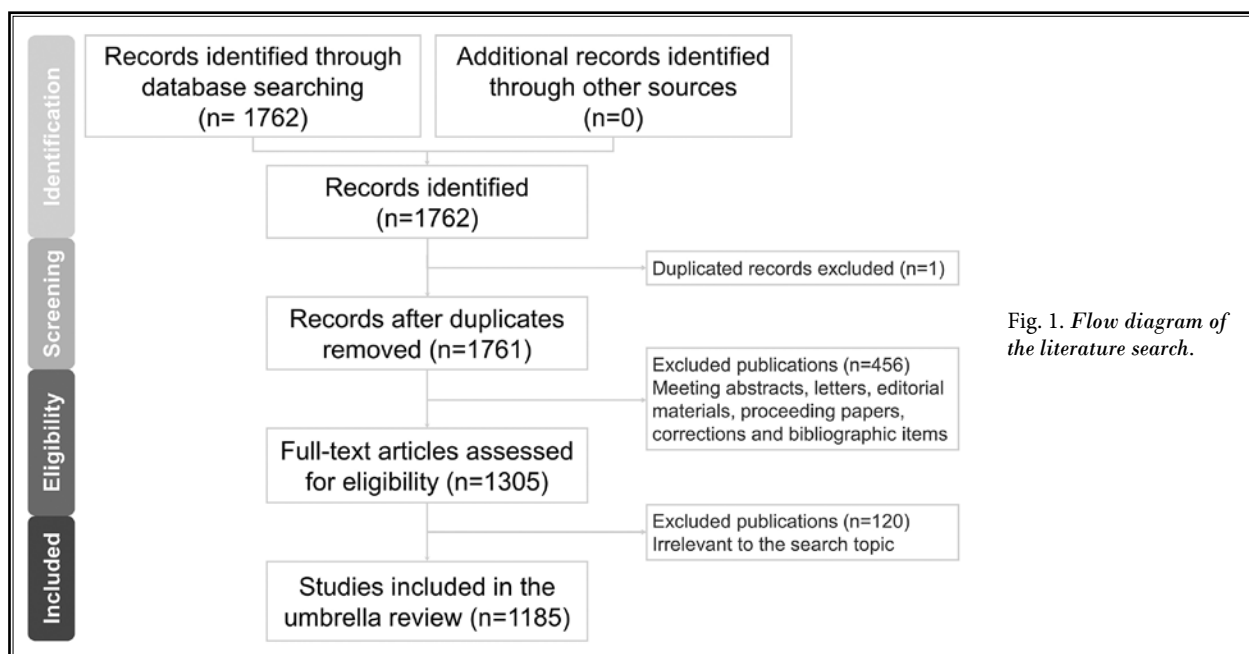 Identification
Records identified through
database searching
(n= 1762)
Additional records identified
through other sources
(n=0)
Records identified
(n=1762)
Screening
Duplicated records excluded (n=1)
Records after duplicates
removed (n=1761)
Fig. 1. Flow diagram of
the literature search.
Eligibility
Excluded publications (n=456)
Meeting abstracts, letters, editorial
materials, proceeding papers,
corrections and bibliographic items
Full-text articles assessed
for eligibility (n=1305)
Included
Excluded publications (n=120)
Irrelevant to the search topic
Studies included in the
umbrella review (n=1185)